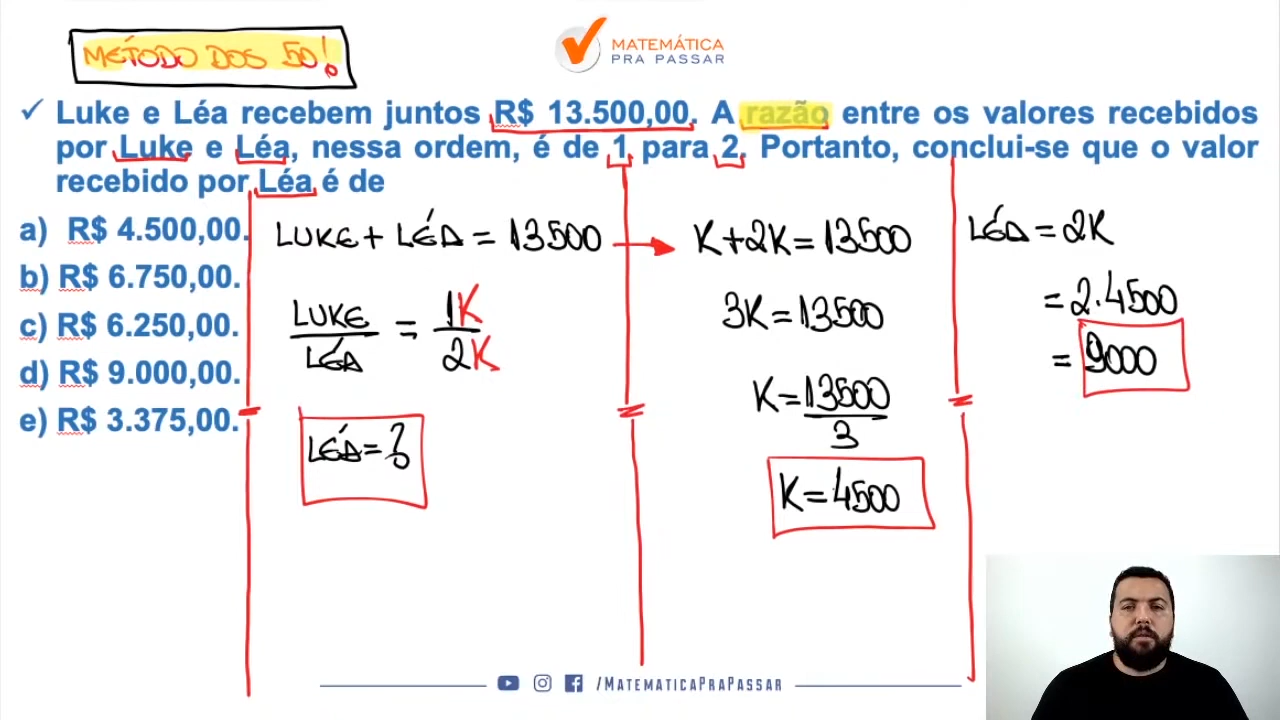 MÉTODO DOS 50!
MATEMÁTICA
PRA PASSAR
✓ Luke e Léa recebem juntos R$ 13.500,00. A razão entre os valores recebidos
por Luke e Léa, nessa ordem, é de 1 para 2. Portanto, conclui-se que o valor
recebido por Léa é de
a) R$ 4.500,00.
b) R$ 6.750,00.
c) R$ 6.250,00.
d) R$ 9.000,00.
e) R$ 3.375,00.
LUKE + LÉA = 13500
LUKE/LÉA = 1K/2K
LÉA = ?
K + 2K = 13500
3K = 13500
K = 13500/3
K = 4500
LÉA = 2K
= 2.4500
= 9000
/MATEMATICAPRAPASSAR